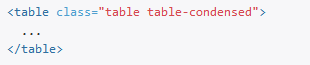 <table class="table table-condensed">
  ...
</table>